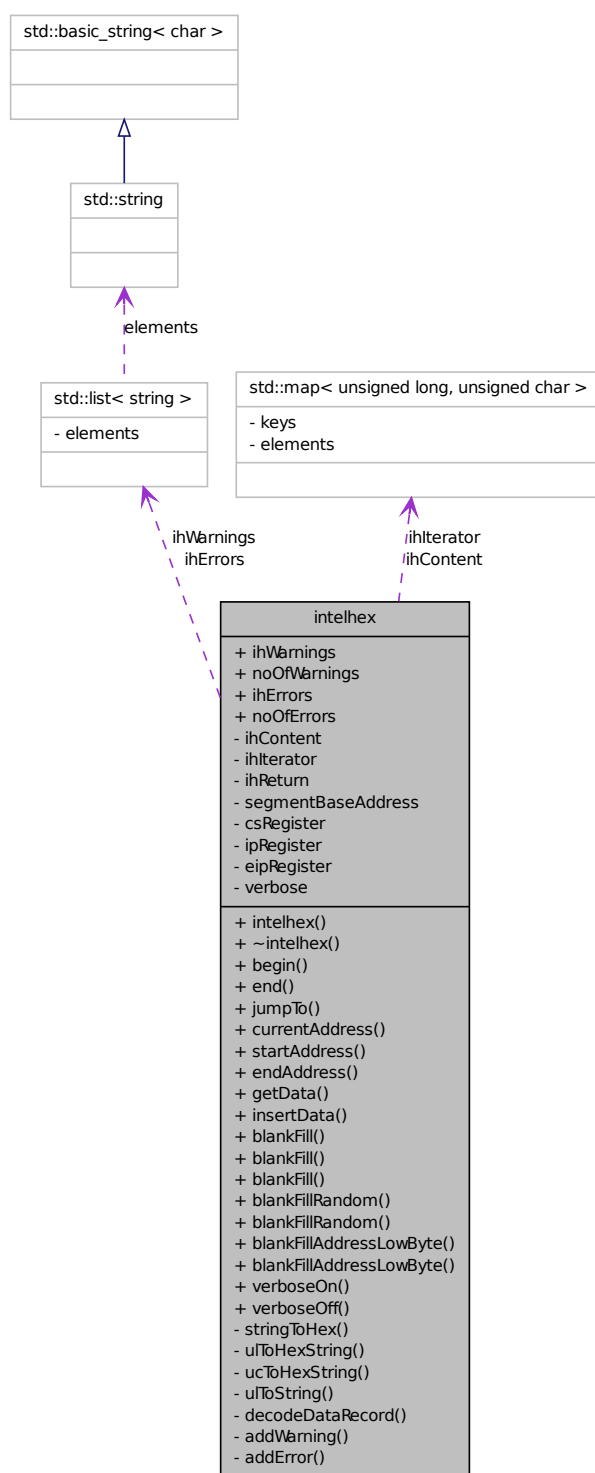 std::basic_string< char >
std::string
elements
std::list< string >
- elements
std::map< unsigned long, unsigned char >
- keys
- elements
ihWarnings
ihErrors
ihIterator
ihContent
intelhex
+ ihWarnings
+ noOfWarnings
+ ihErrors
+ noOfErrors
- ihContent
- ihIterator
- ihReturn
- segmentBaseAddress
- csRegister
- ipRegister
- eipRegister
- verbose
+ intelhex()
+ ~intelhex()
+ begin()
+ end()
+ jumpTo()
+ currentAddress()
+ startAddress()
+ endAddress()
+ getData()
+ insertData()
+ blankFill()
+ blankFill()
+ blankFill()
+ blankFillRandom()
+ blankFillRandom()
+ blankFillAddressLowByte()
+ blankFillAddressLowByte()
+ verboseOn()
+ verboseOff()
- stringToHex()
- ulToHexString()
- ucToHexString()
- ulToString()
- decodeDataRecord()
- addWarning()
- addError()